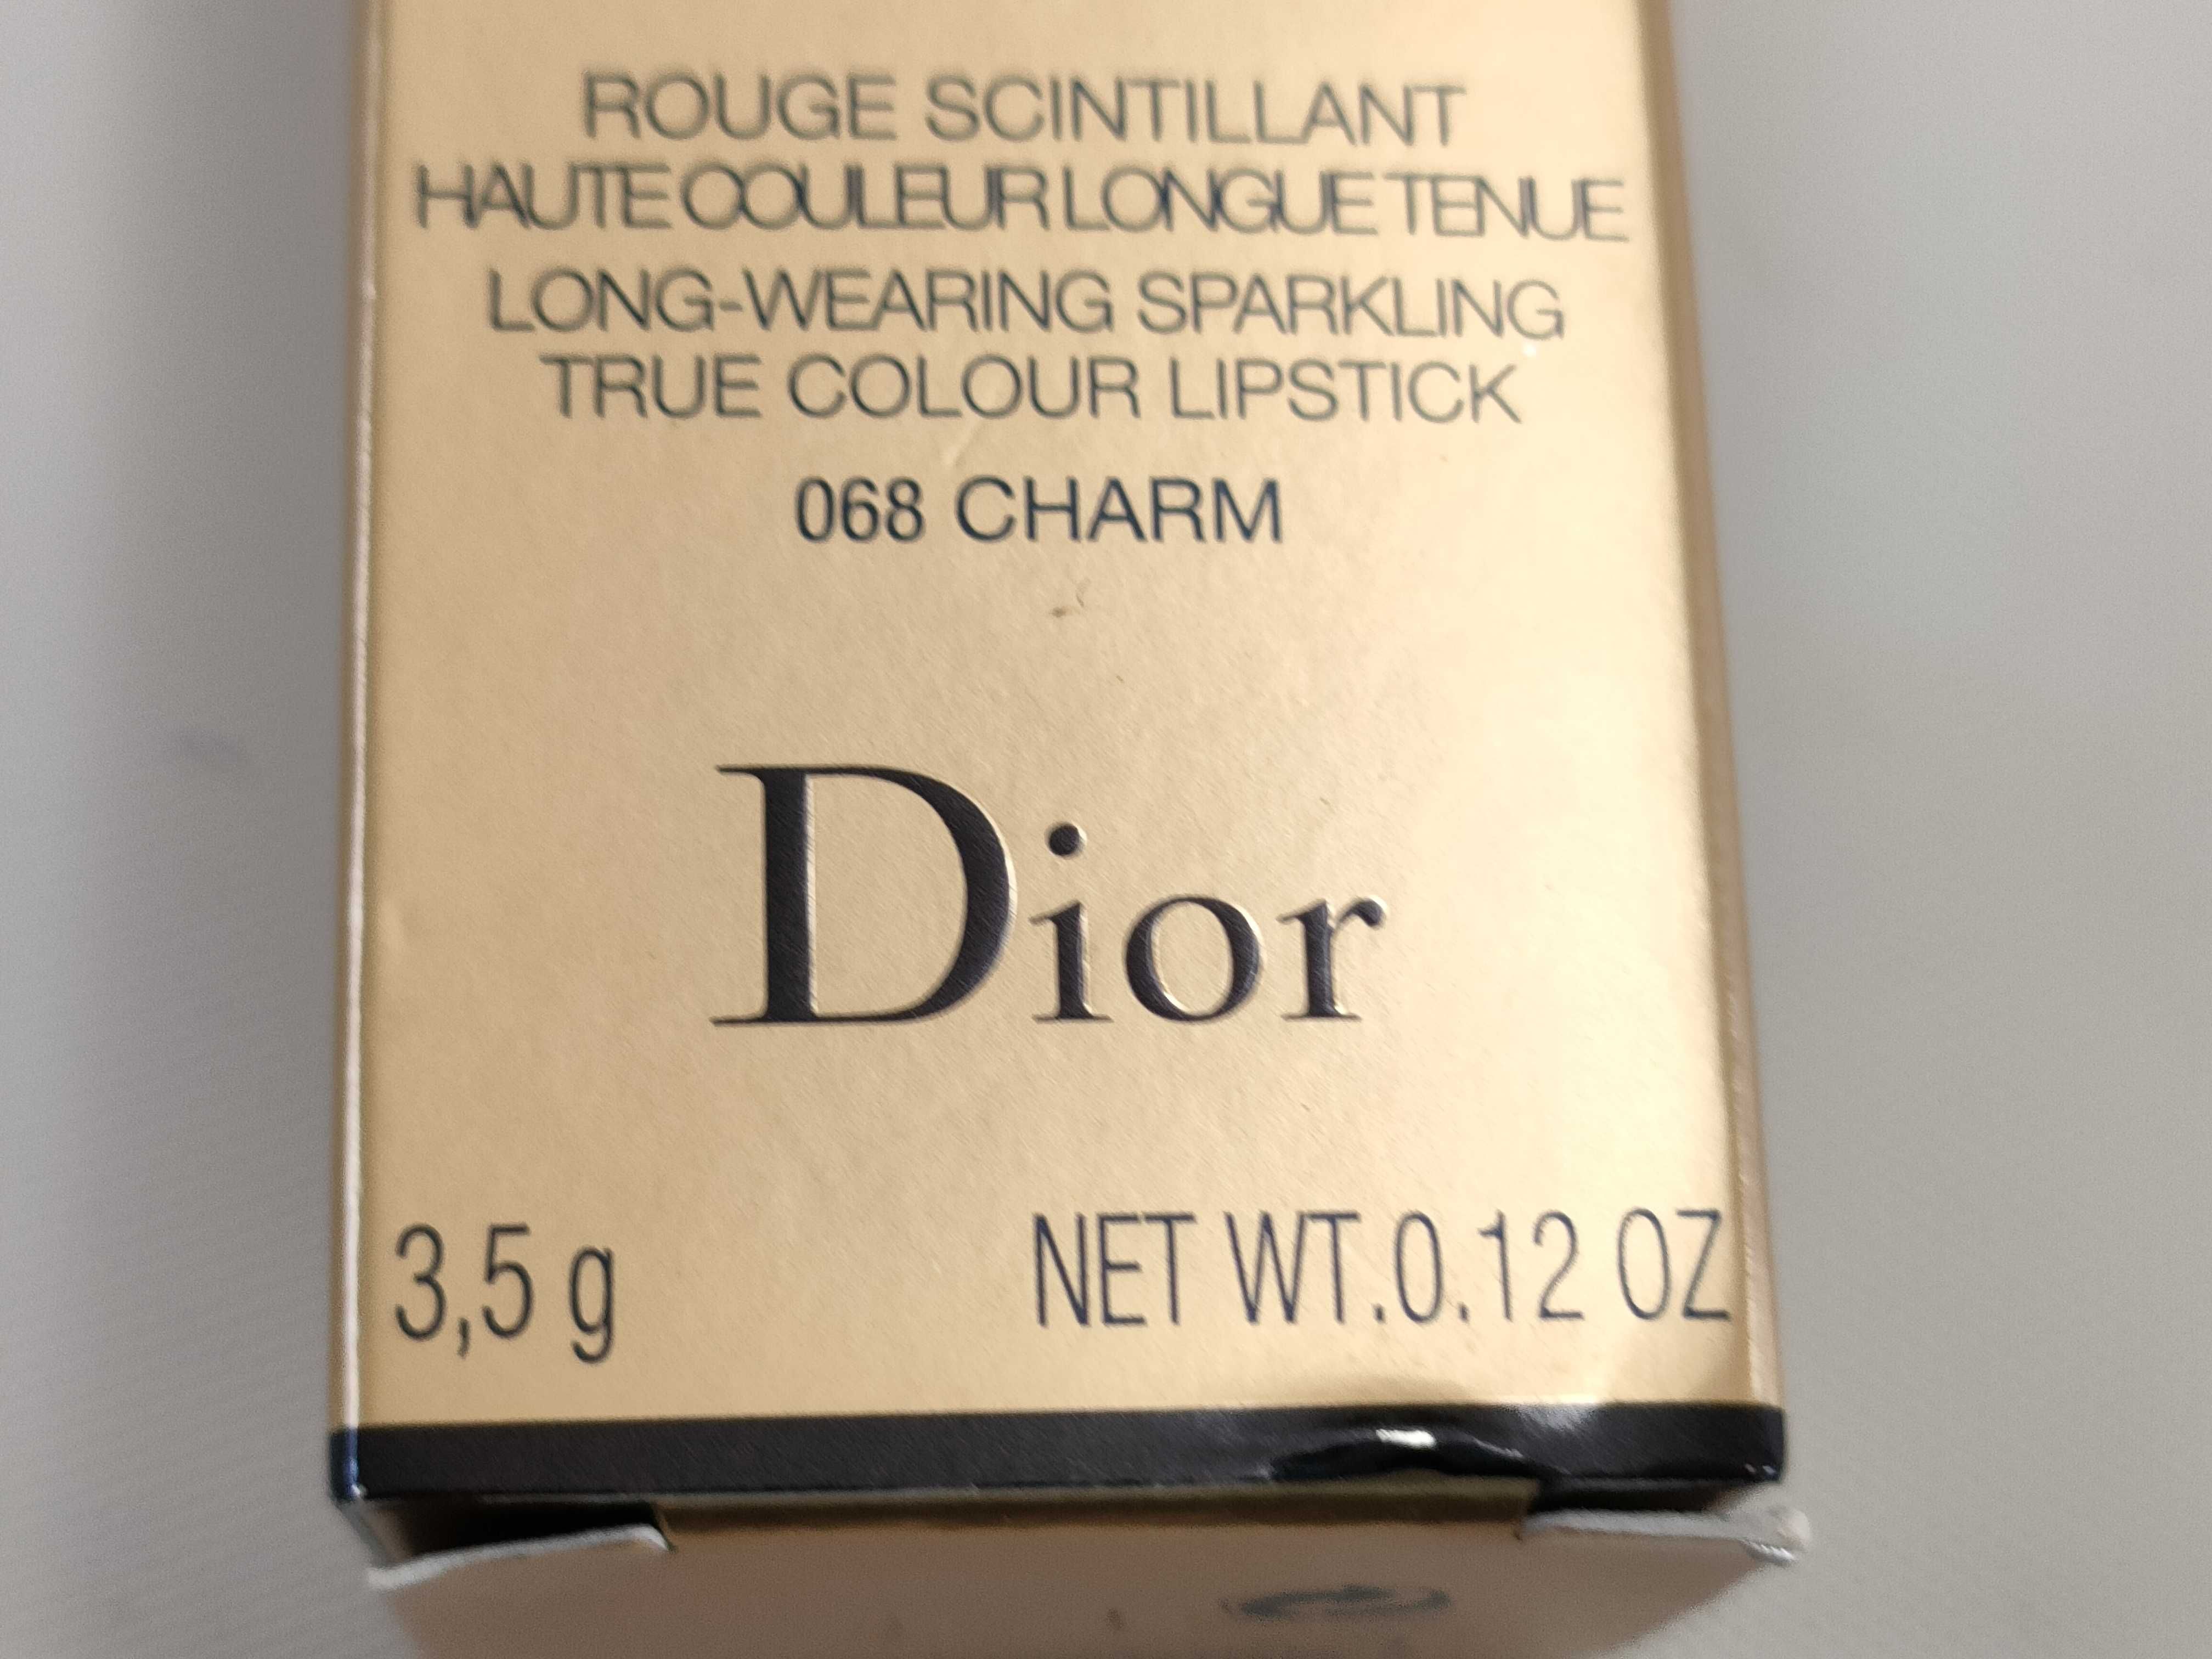 ROUGE SCINTILLANT
HAUTE COULEUR LONGUE TENUE
LONG-WEARING SPARKLING
TRUE COLOUR LIPSTICK
068 CHARM
Dior
3,5 g
NET WT.0.12 OZ